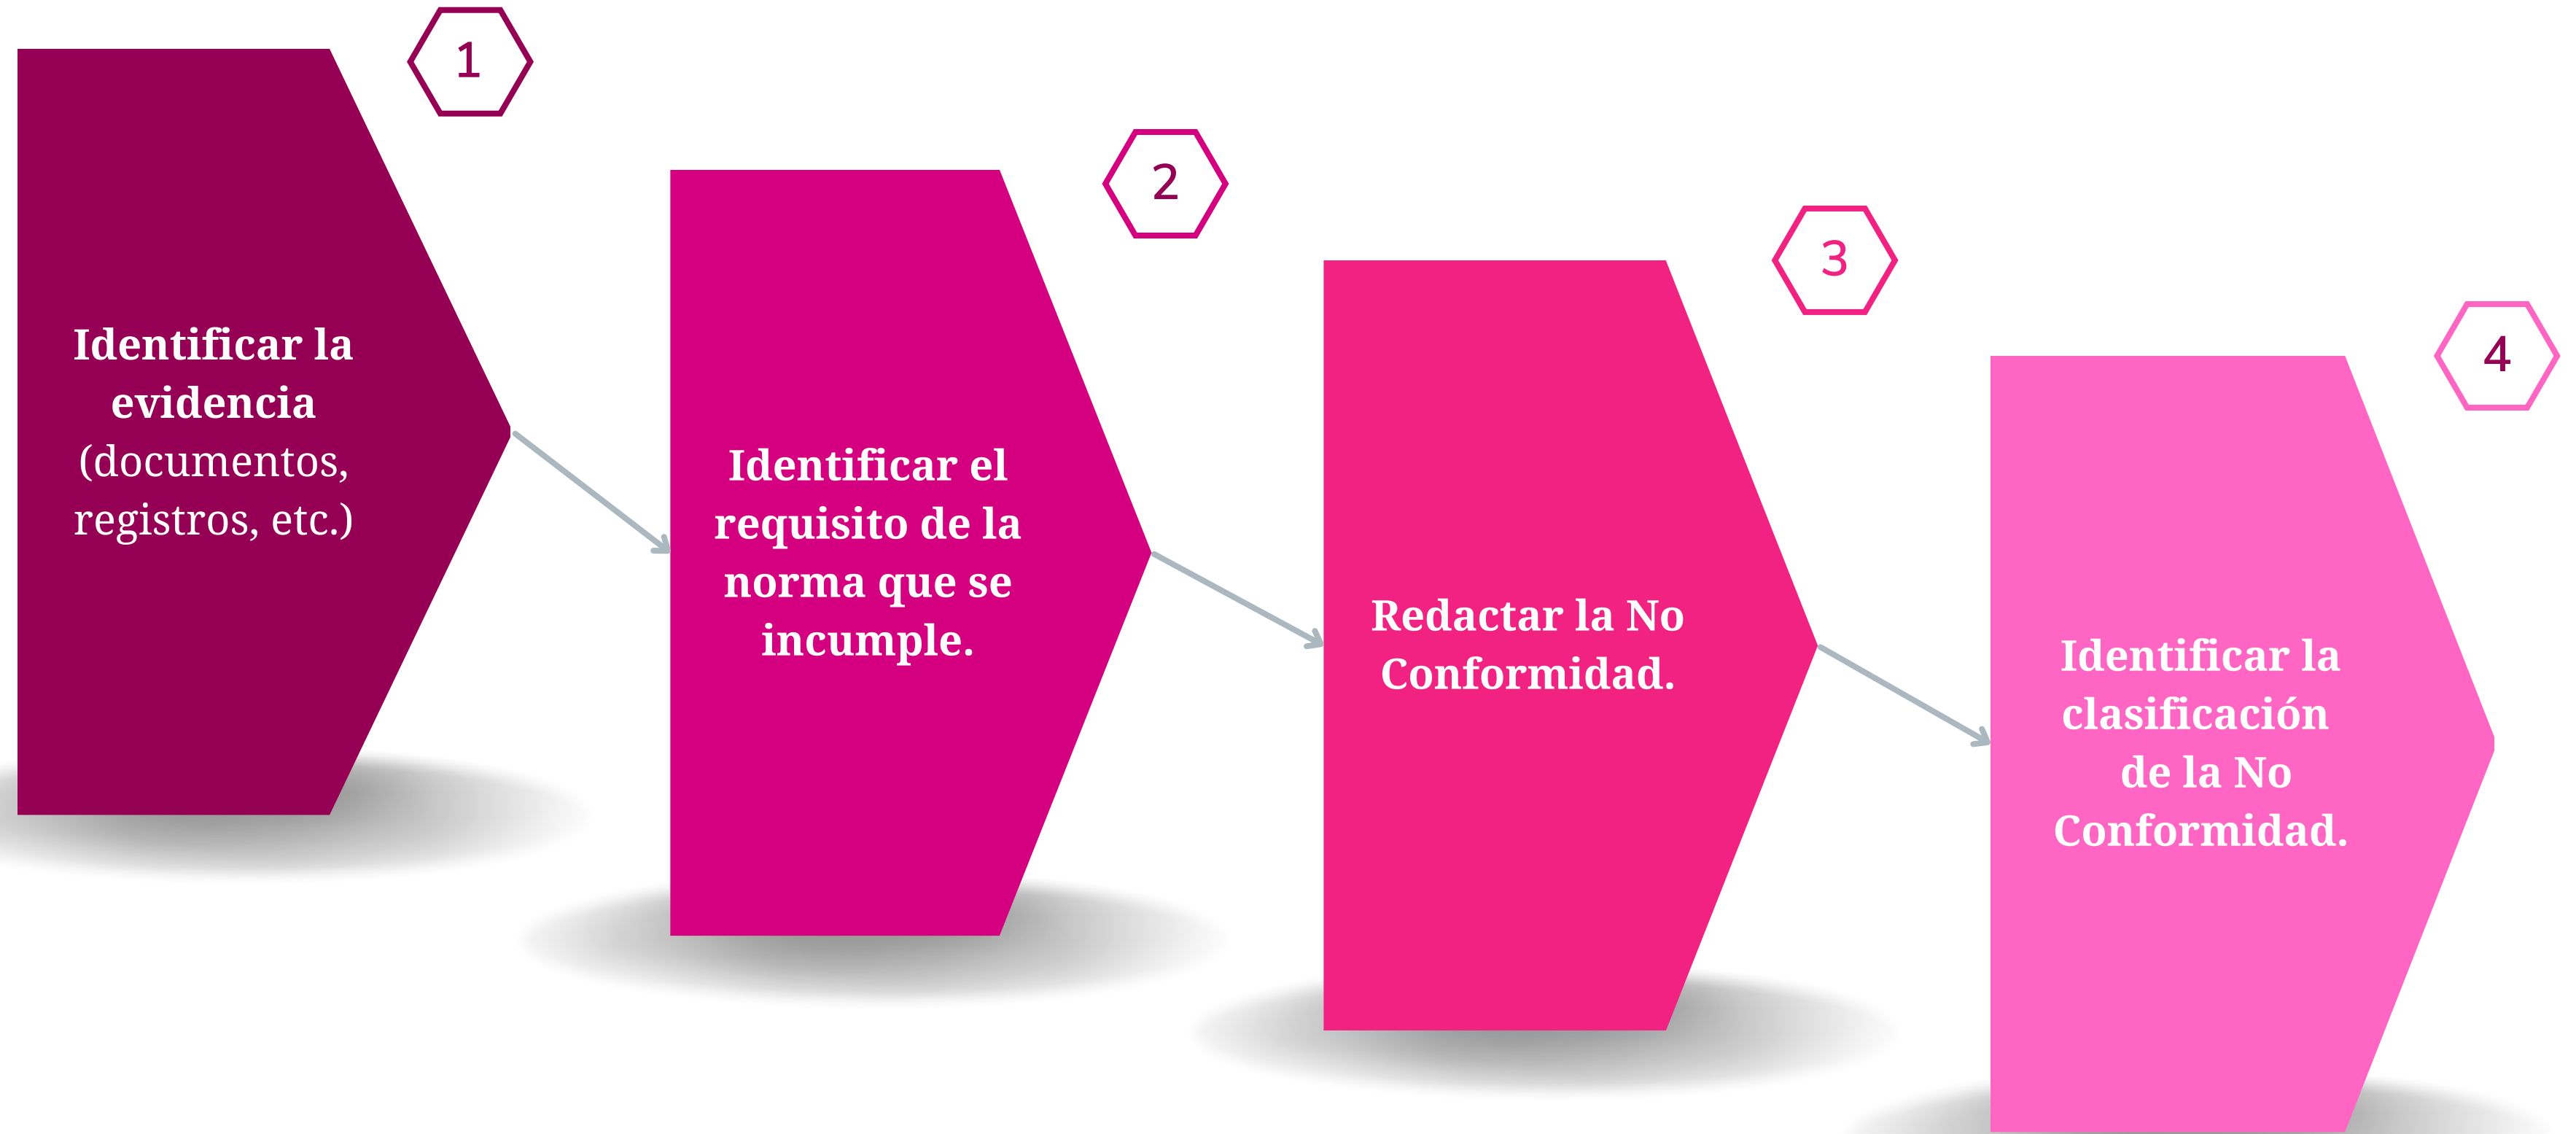 1
Identificar la
evidencia
(documentos,
registros, etc.)
2
Identificar el
requisito de la
norma que se
incumple.
3
Redactar la No
Conformidad.
4
Identificar la
clasificación
de la No
Conformidad.